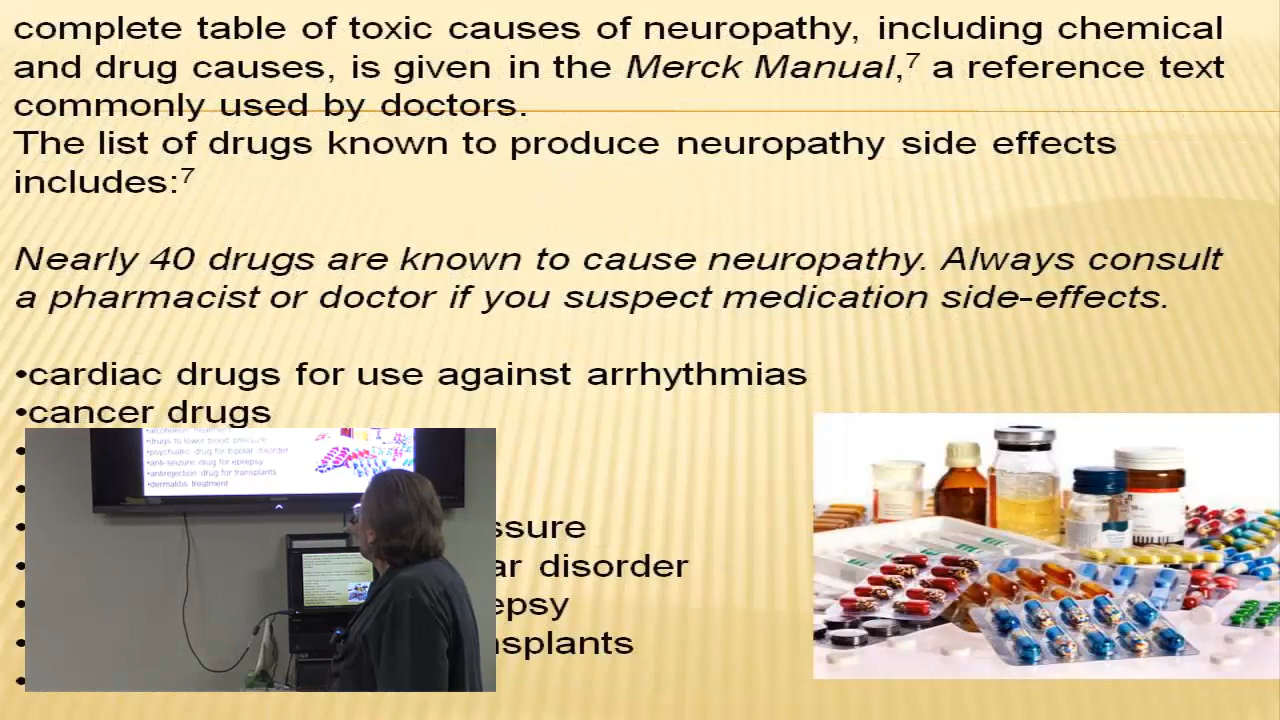 complete table of toxic causes of neuropathy, including chemical
and drug causes, is given in the Merck Manual,⁷ a reference text
commonly used by doctors.
The list of drugs known to produce neuropathy side effects
includes:⁷
Nearly 40 drugs are known to cause neuropathy. Always consult
a pharmacist or doctor if you suspect medication side-effects.
•cardiac drugs for use against arrhythmias
•cancer drugs
ssure
ar disorder
epsy
nsplants
•drugs to lower blood pressure
•psychiatric drug for bipolar disorder
•anti-seizure drug for epilepsy
•antirejection drug for transplants
•dermatitis treatment